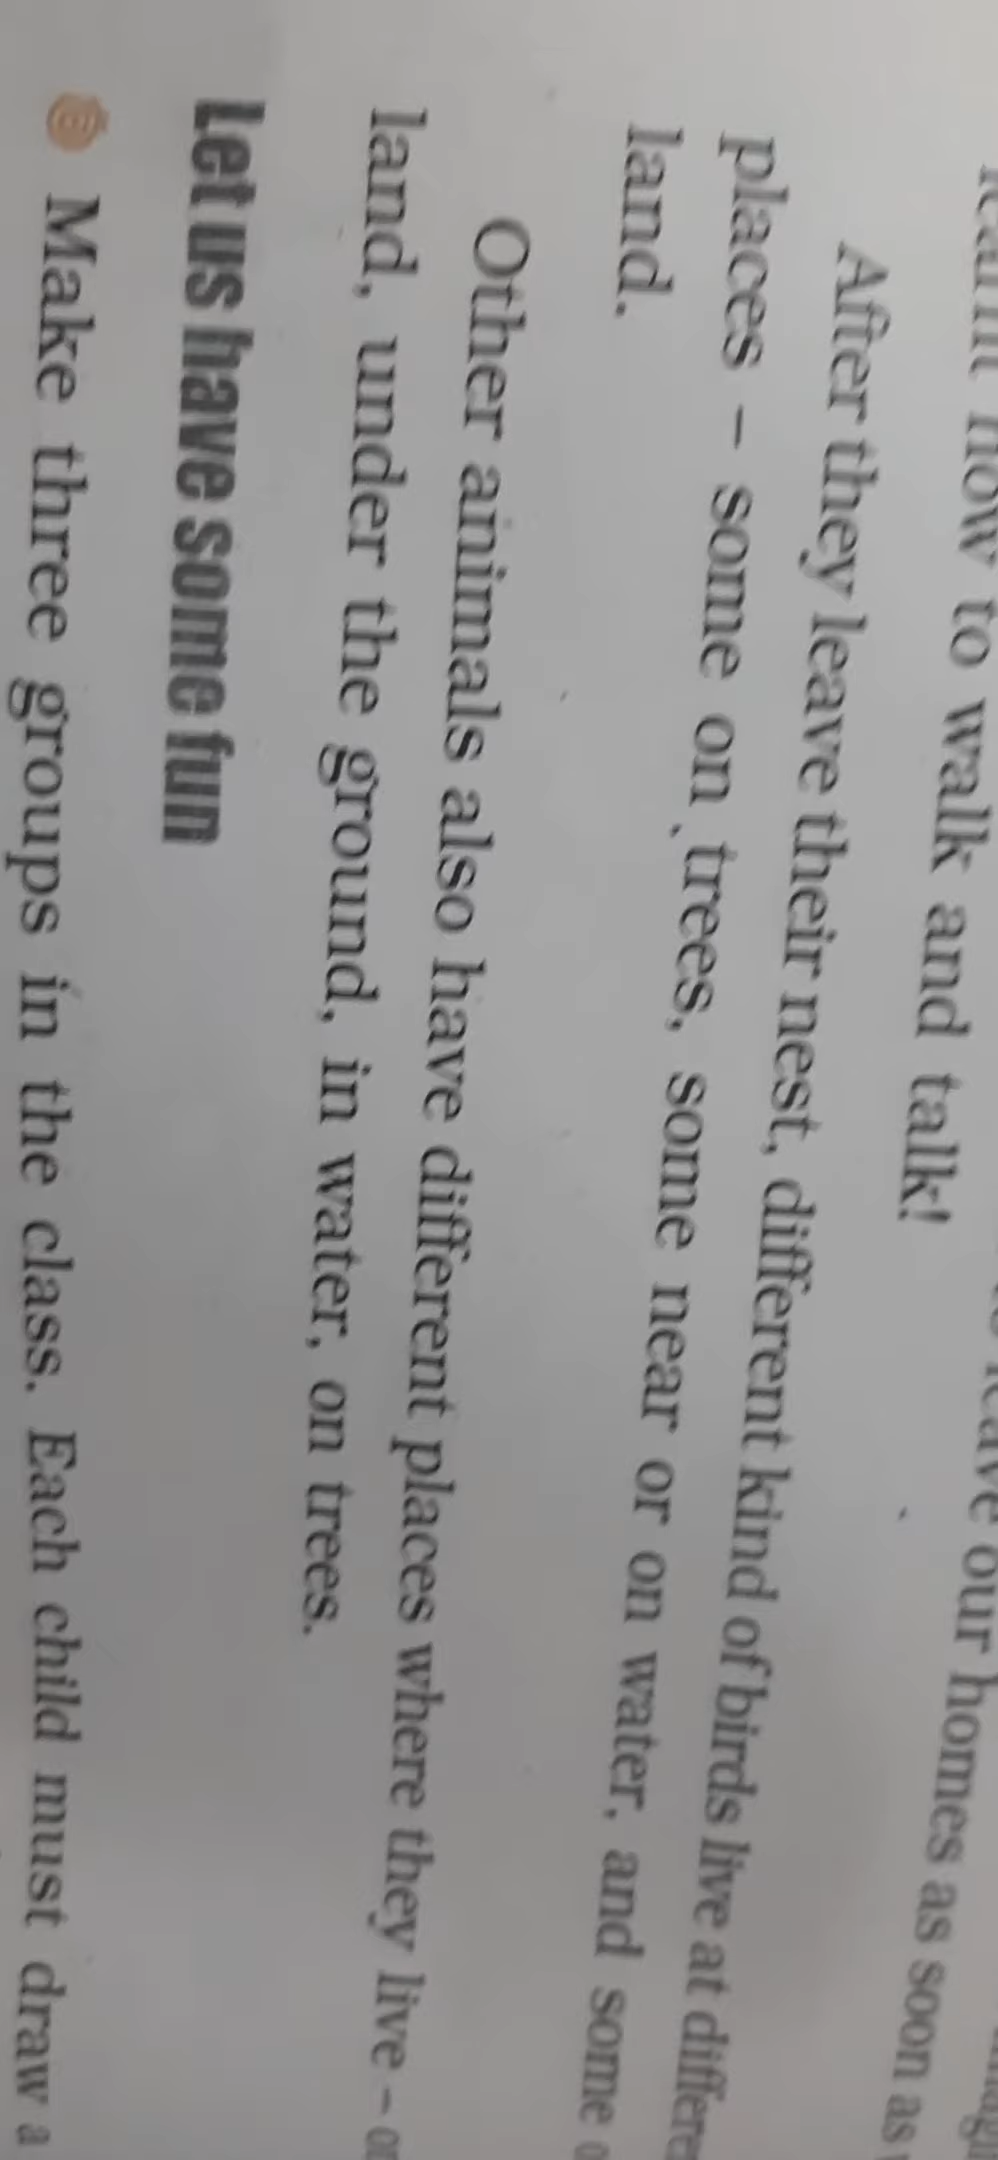 leave our homes as soon as
learn how to walk and talk!
After they leave their nest, different kind of birds live at
places – some on trees, some near or on water, and some
land.
Other animals also have different places where they live –
land, under the ground, in water, on trees.
Let us have some fun
Make three groups in the class. Each child must draw a